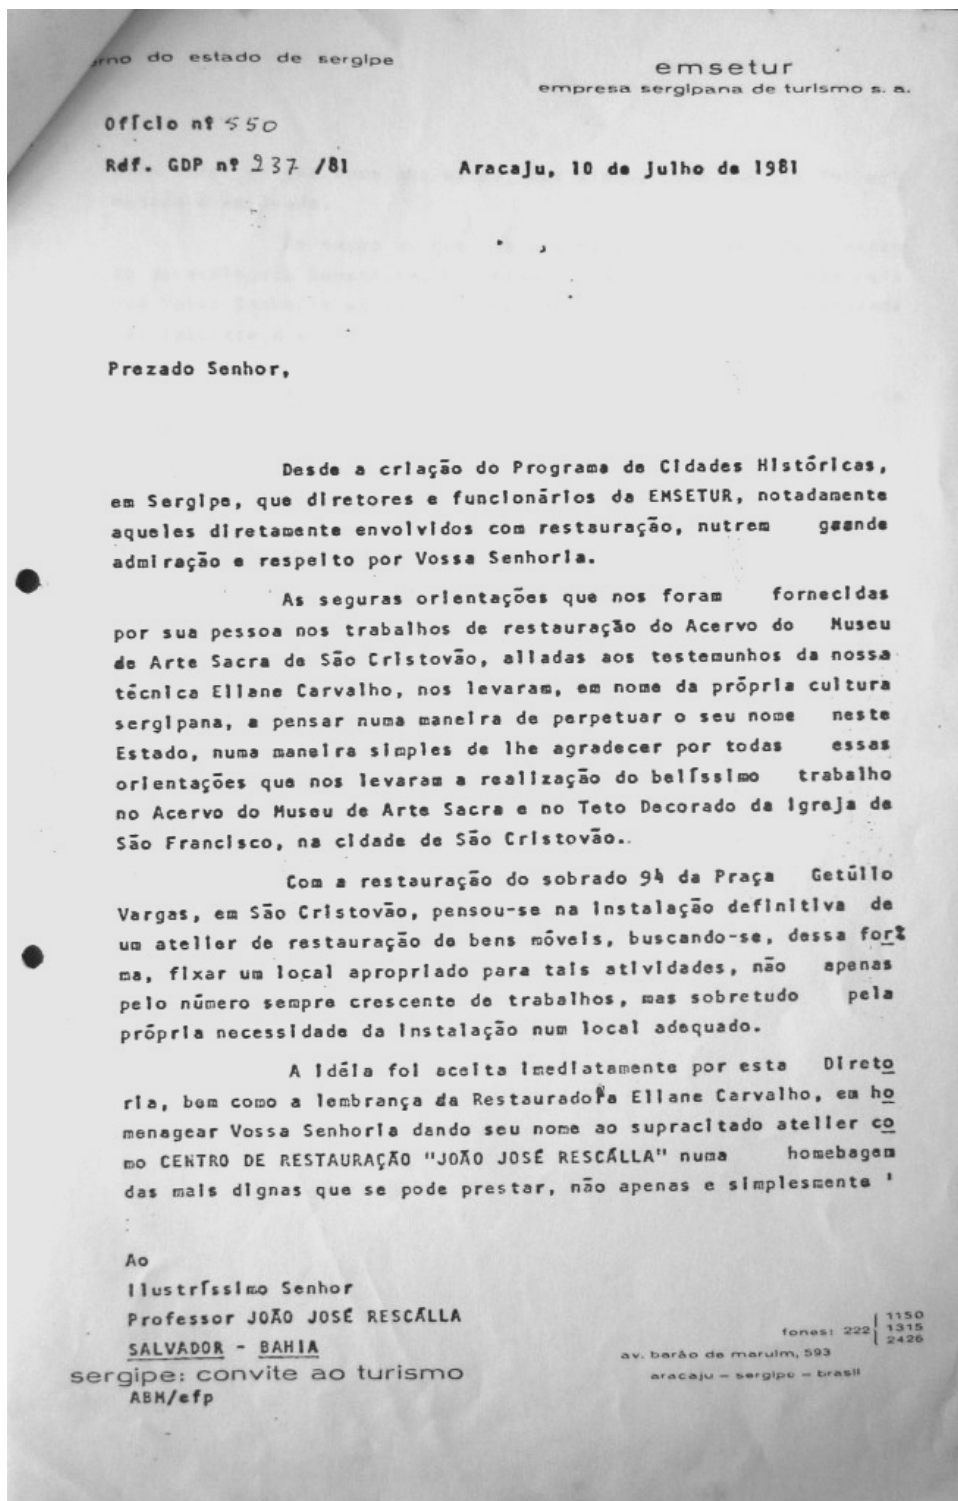 rno do estado de sergipe
emsetur
empresa sergipana de turismo s. a.
Ofício nº 550
Rdf. GDP nº 237 /81 Aracaju, 10 de Julho de 1981
Prezado Senhor,
Desde a criação do Programa de Cidades Históricas,
em Sergipe, que diretores e funcionários da EMSETUR, notadamente
aqueles diretamente envolvidos com restauração, nutrem gaande
admiração e respeito por Vossa Senhoria.
As seguras orientações que nos foram fornecidas
por sua pessoa nos trabalhos de restauração do Acervo do Museu
de Arte Sacra de São Cristovão, aliadas aos testemunhos da nossa
técnica Eliane Carvalho, nos levaram, em nome da própria cultura
sergipana, a pensar numa maneira de perpetuar o seu nome neste
Estado, numa maneira simples de lhe agradecer por todas essas
orientações que nos levaram a realização do belíssimo trabalho
no Acervo do Museu de Arte Sacra e no Teto Decorado da Igreja de
São Francisco, na cidade de São Cristovão..
Com a restauração do sobrado 94 da Praça Getúlio
Vargas, em São Cristovão, pensou-se na instalação definitiva de
um atelier de restauração de bens móveis, buscando-se, dessa for
ma, fixar um local apropriado para tais atividades, não apenas
pelo número sempre crescente de trabalhos, mas sobretudo pela
própria necessidade da instalação num local adequado.
A idéia foi aceita imediatamente por esta Direto
ria, bem como a lembrança da Restauradora Eliane Carvalho, em ho
menagear Vossa Senhoria dando seu nome ao supracitado atelier co
mo CENTRO DE RESTAURAÇÃO "JOÃO JOSÉ RESCÁLLA" numa homebagem
das mais dignas que se pode prestar, não apenas e simplesmente '
Ao
Ilustríssimo Senhor
Professor JOÃO JOSÉ RESCÁLLA
SALVADOR - BAHIA
sergipe: convite ao turismo
ABM/efp
fones: 222 1150
1315
2426
av. barão de maruim, 593
aracaju – sergipe – brasil